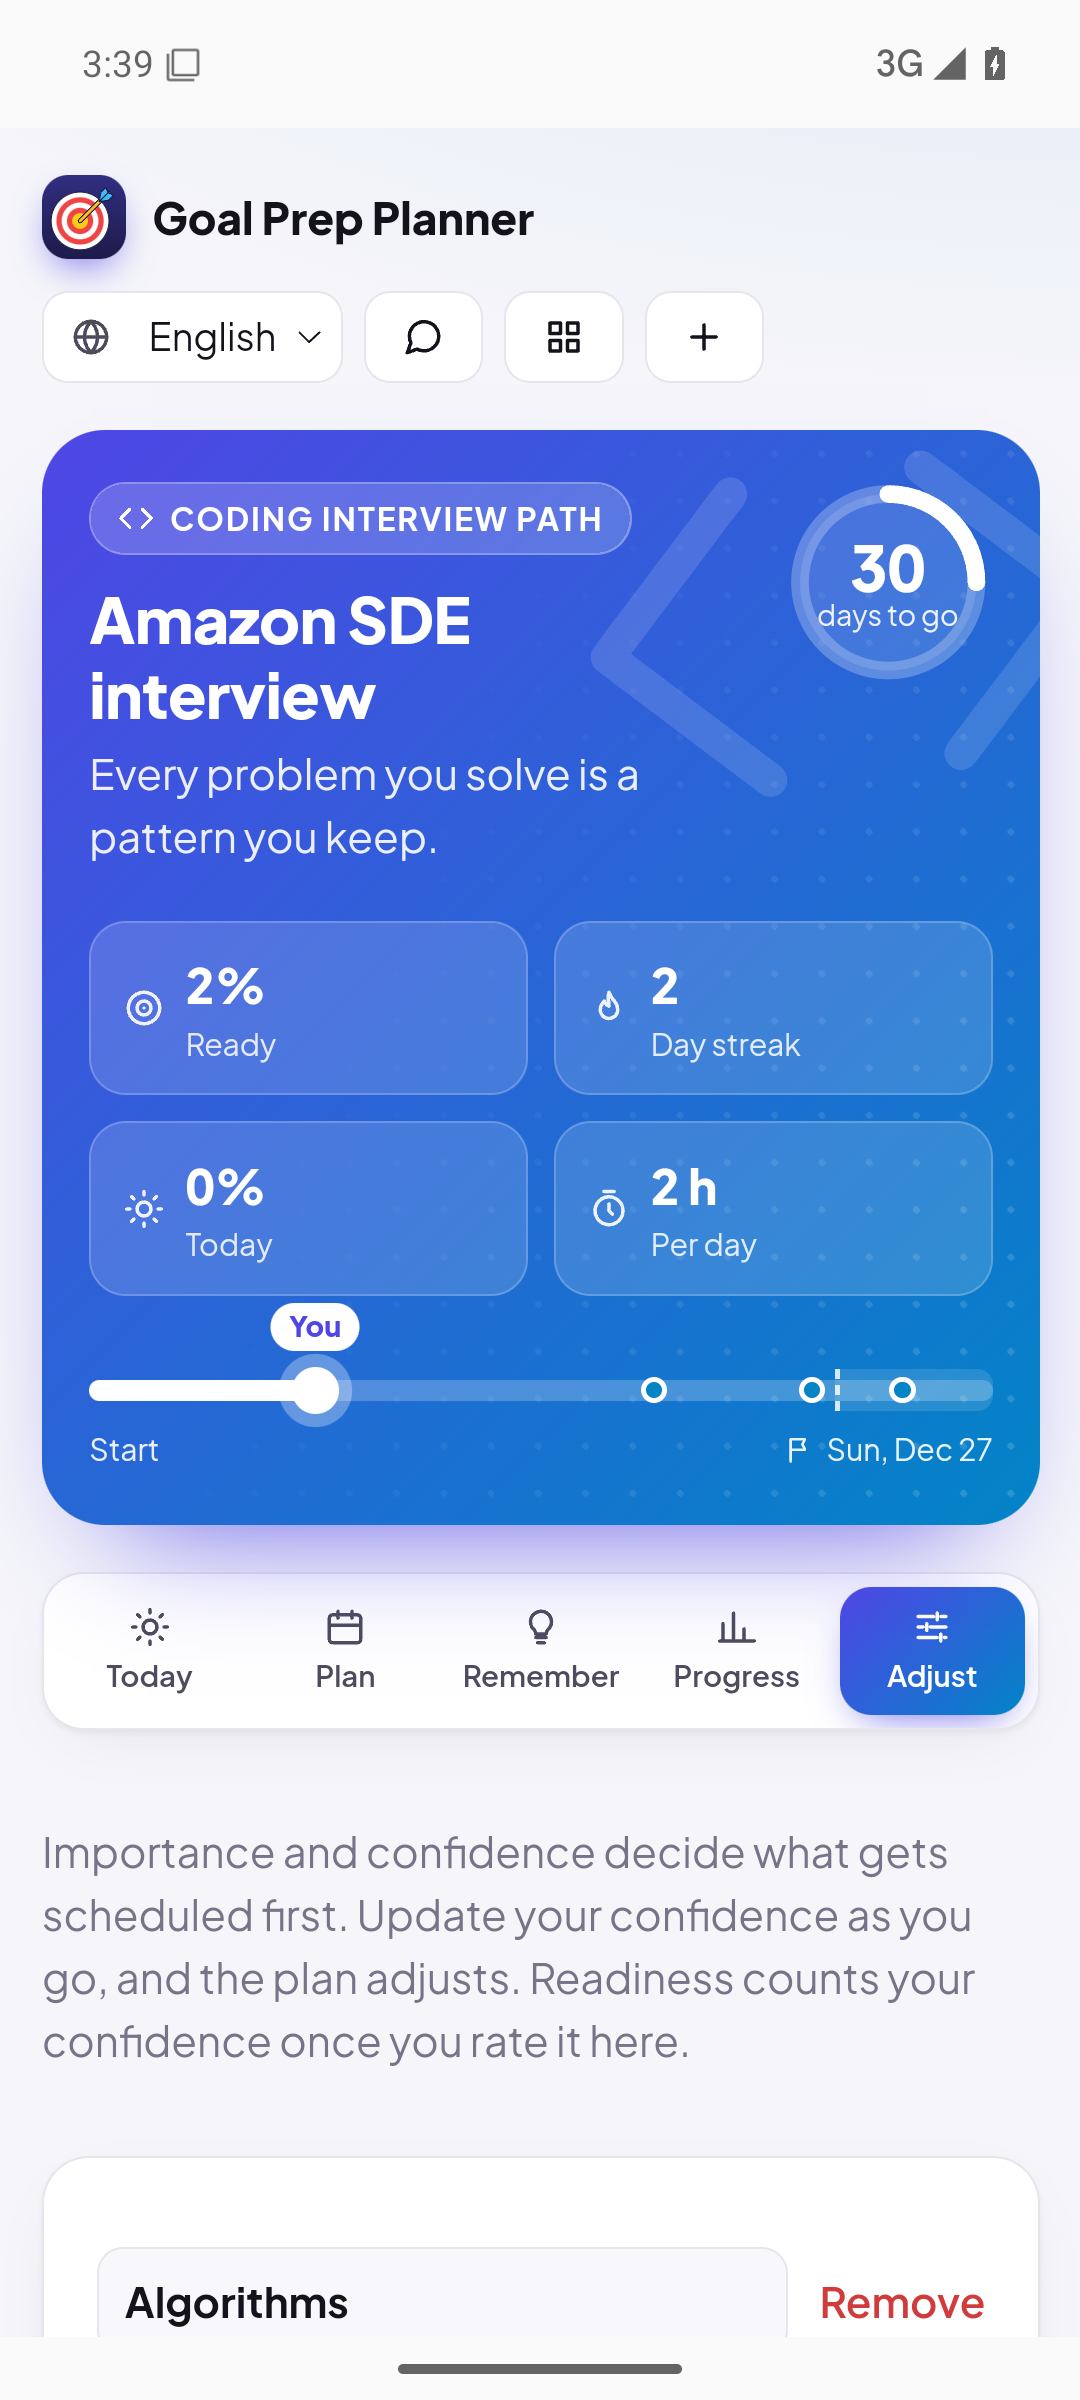 3:39
3G
Goal Prep Planner
English
CODING INTERVIEW PATH
30
days to go
Amazon SDE
interview
Every problem you solve is a
pattern you keep.
2%
Ready
2
Day streak
0%
Today
2 h
Per day
You
Start
Sun, Dec 27
Today
Plan
Remember
Progress
Adjust
Importance and confidence decide what gets
scheduled first. Update your confidence as you
go, and the plan adjusts. Readiness counts your
confidence once you rate it here.
Algorithms
Remove